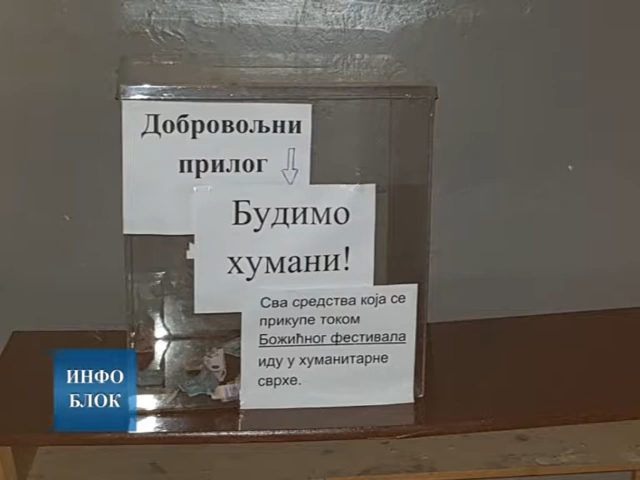 Добровољни
прилог
Будимо
хумани!
Сва средства која се
прикупе током
Божићног фестивала
иду у хуманитарне
сврхе.
ИНФО
БЛОК